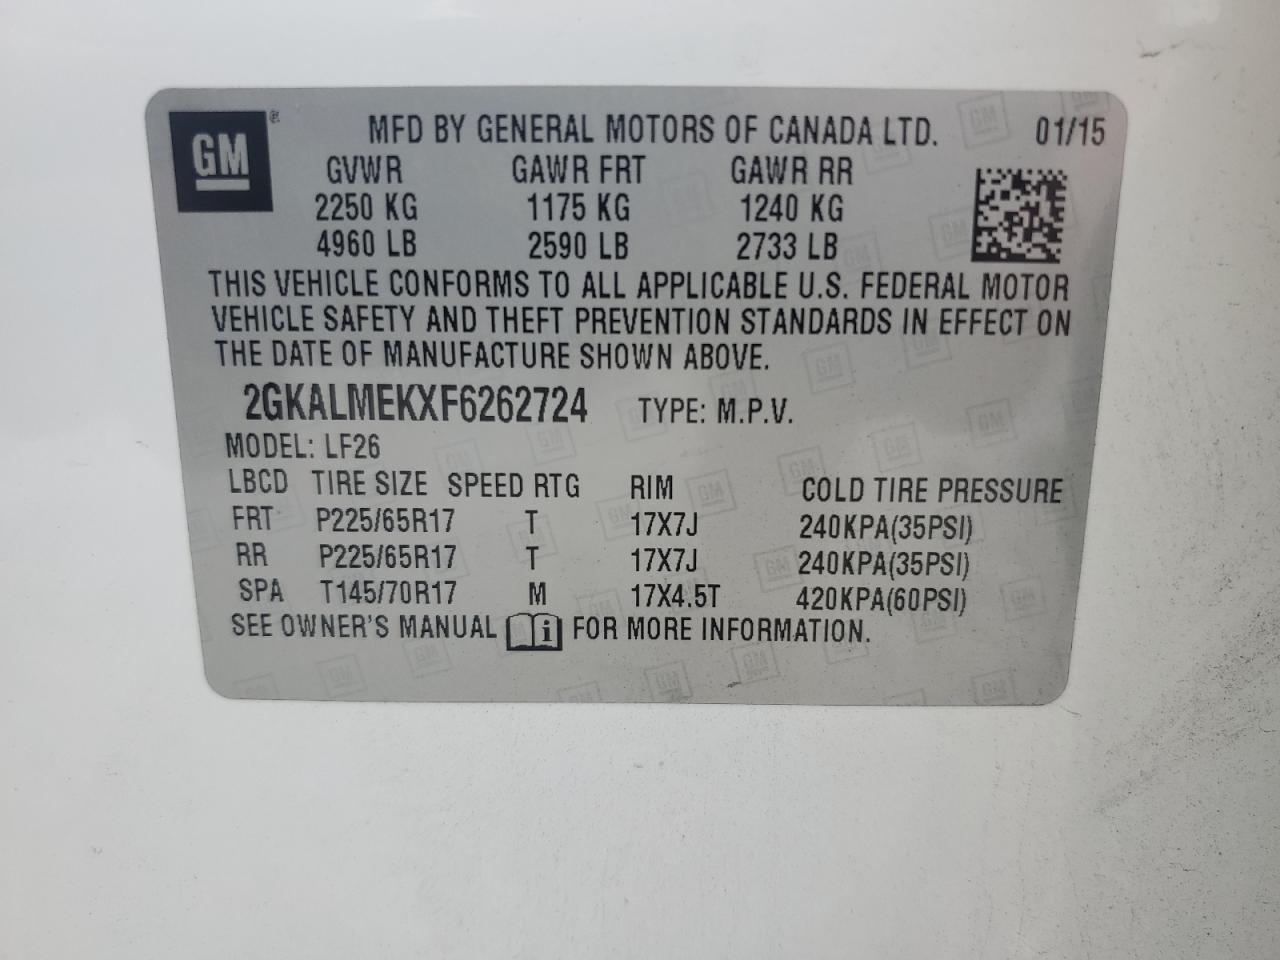 GM ® MFD BY GENERAL MOTORS OF CANADA LTD. 01/15
GVWR GAWR FRT GAWR RR
2250 KG 1175 KG 1240 KG
4960 LB 2590 LB 2733 LB
THIS VEHICLE CONFORMS TO ALL APPLICABLE U.S. FEDERAL MOTOR
VEHICLE SAFETY AND THEFT PREVENTION STANDARDS IN EFFECT ON
THE DATE OF MANUFACTURE SHOWN ABOVE.
2GKALMEKXF6262724 TYPE: M.P.V.
MODEL: LF26
LBCD TIRE SIZE SPEED RTG RIM COLD TIRE PRESSURE
FRT P225/65R17 T 17X7J 240KPA(35PSI)
RR P225/65R17 T 17X7J 240KPA(35PSI)
SPA T145/70R17 M 17X4.5T 420KPA(60PSI)
SEE OWNER'S MANUAL i FOR MORE INFORMATION.